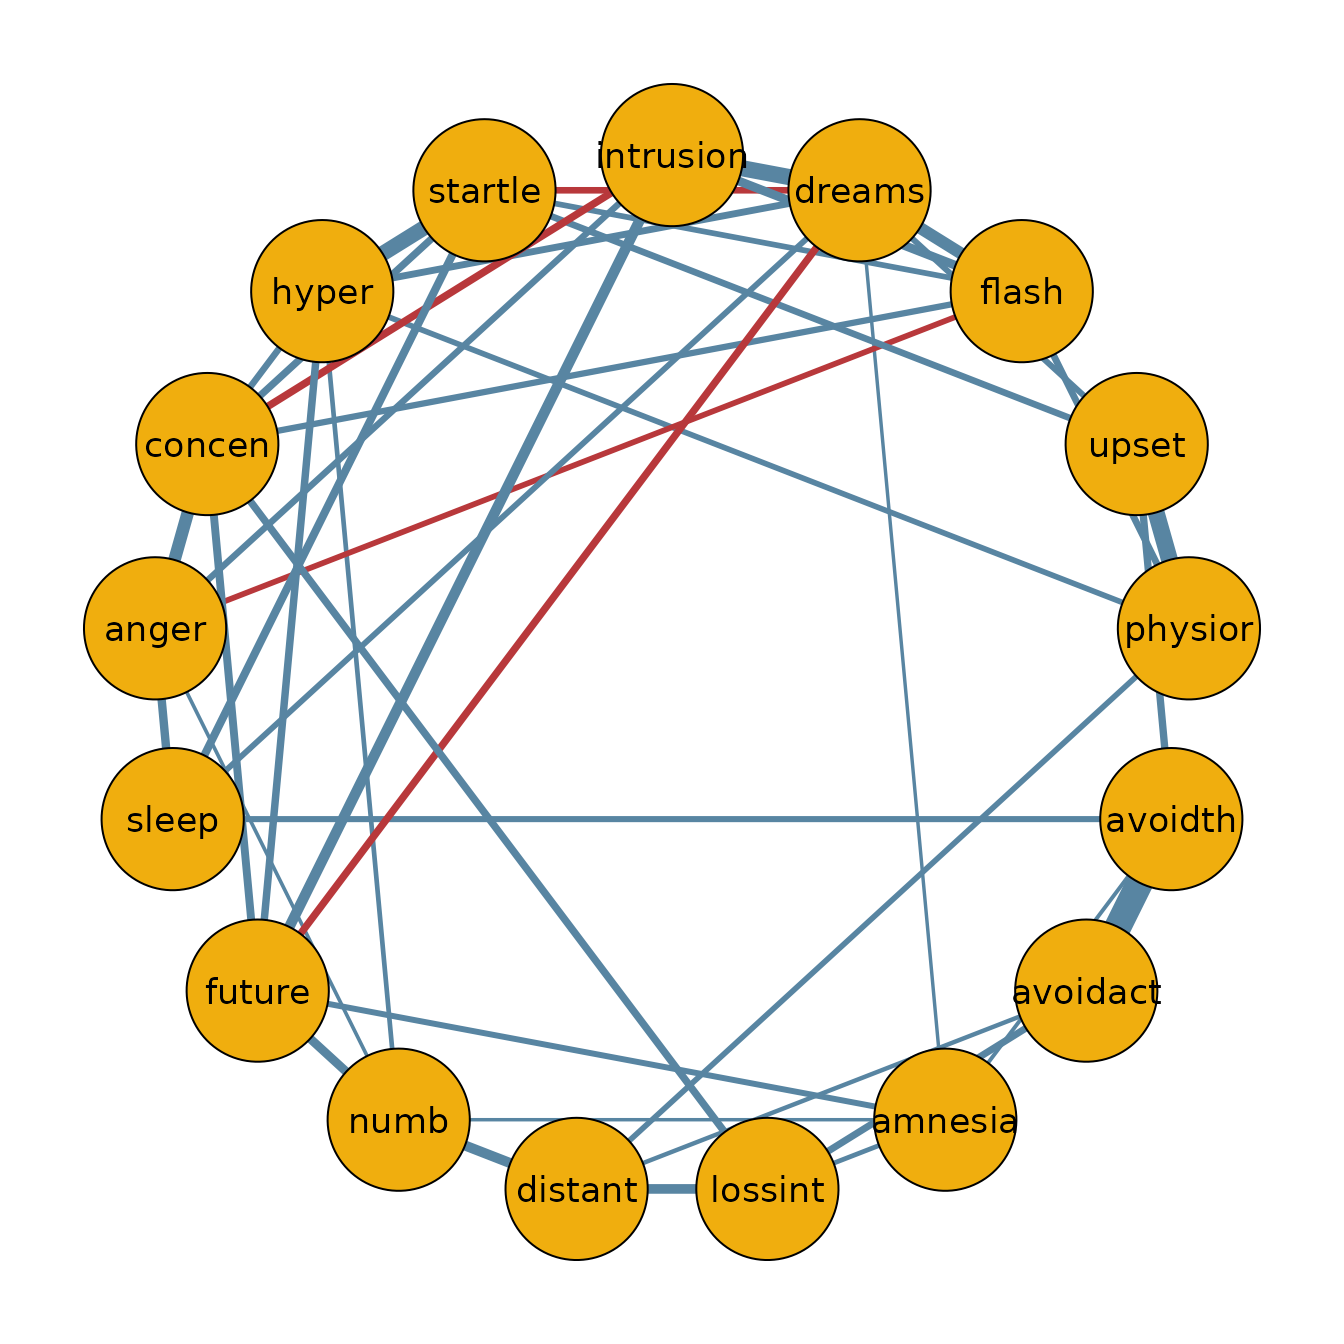 intrusion
startle
dreams
hyper
flash
concen
upset
anger
physior
sleep
avoidth
future
avoidact
numb
amnesia
distant
lossint